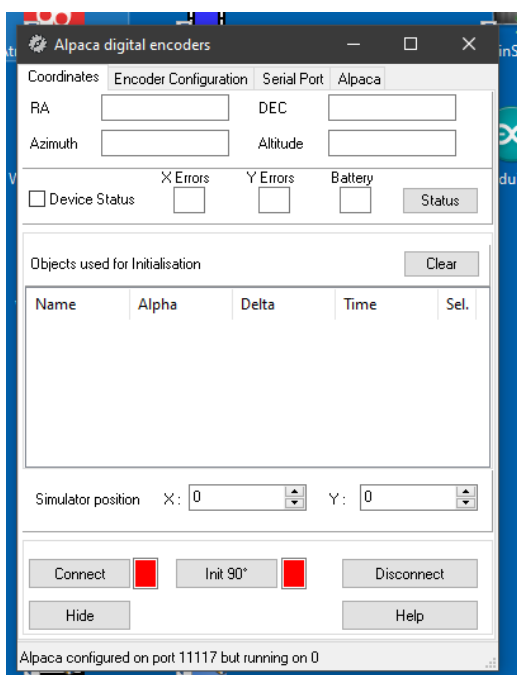 Alpaca digital encoders
Coordinates Encoder Configuration Serial Port Alpaca
RA DEC
Azimuth Altitude
X Errors Y Errors Battery
Device Status Status
Objects used for Initialisation Clear
Name Alpha Delta Time Sel.
Simulator position X : 0 Y : 0
Connect Init 90° Disconnect
Hide Help
Alpaca configured on port 11117 but running on 0